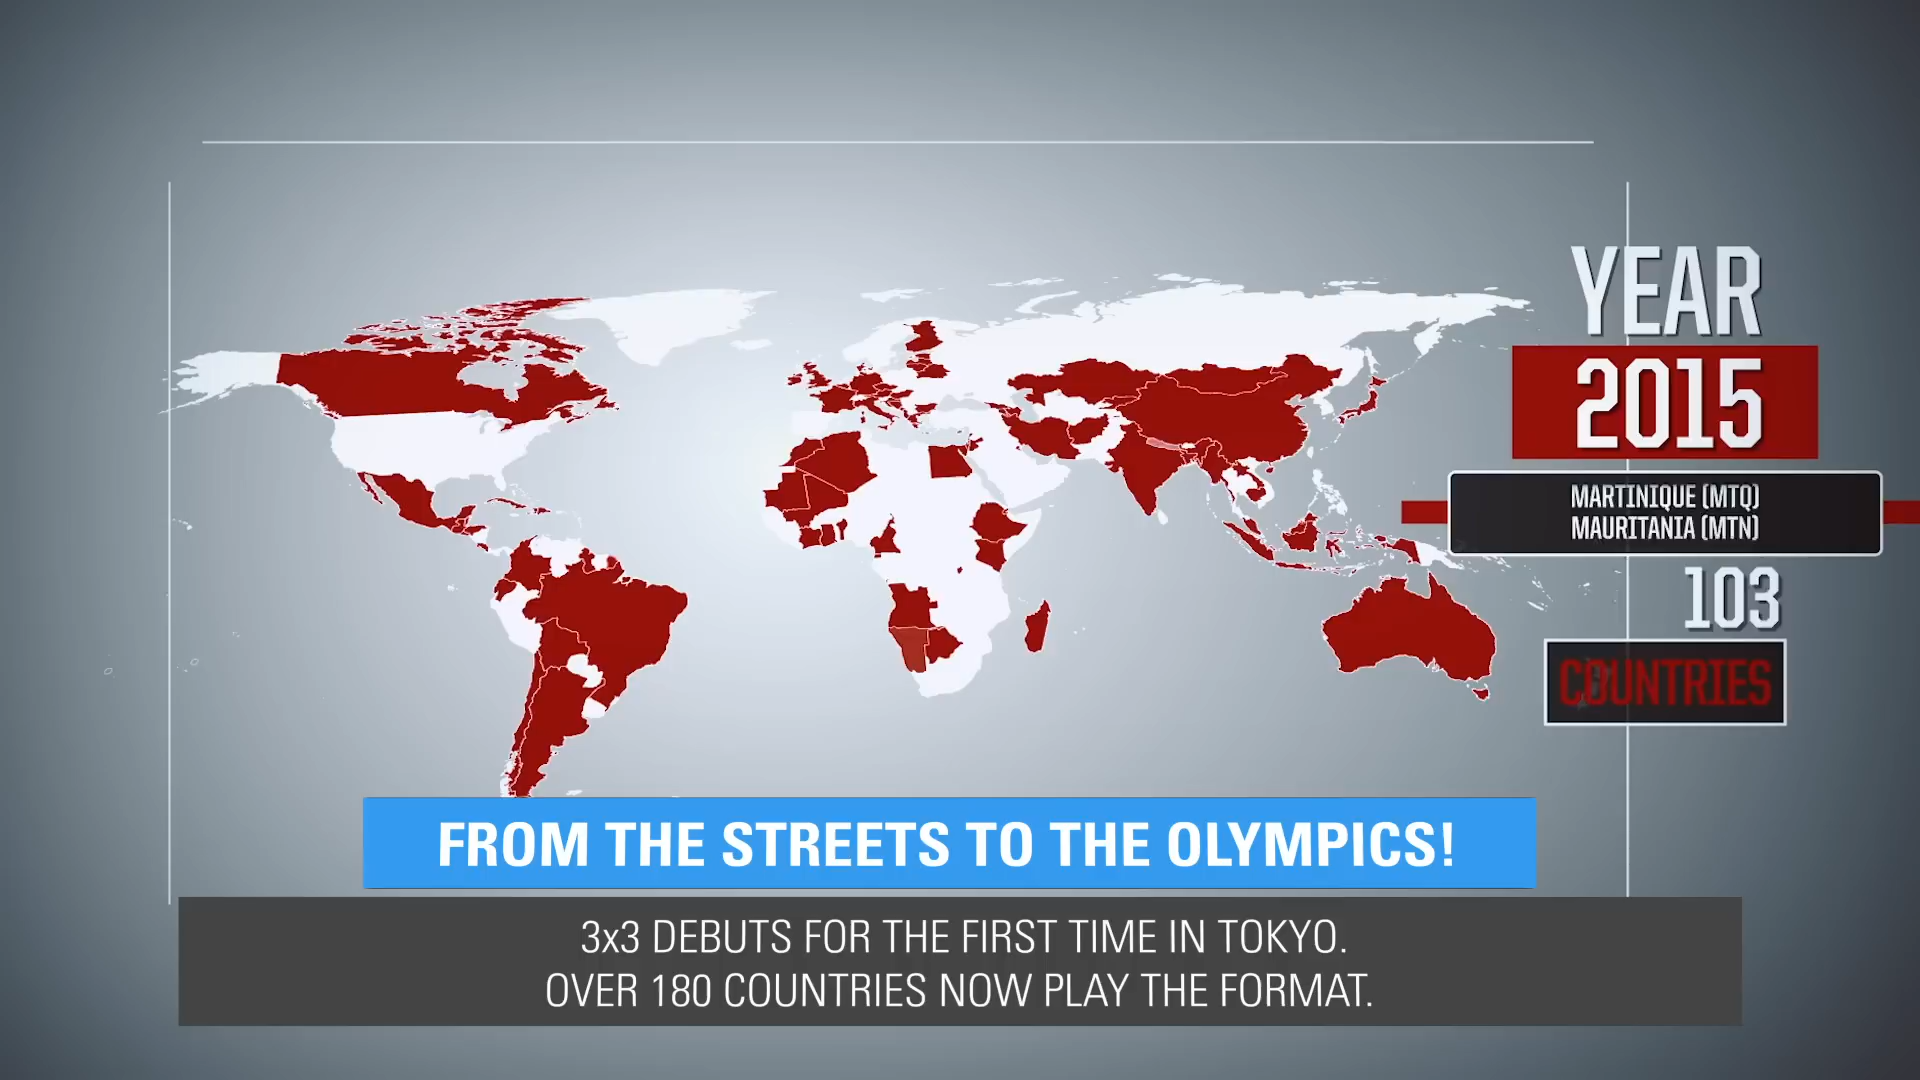 YEAR
2015
MARTINIQUE (MTQ)
MAURITANIA (MTN)
103
COUNTRIES
FROM THE STREETS TO THE OLYMPICS!
3x3 DEBUTS FOR THE FIRST TIME IN TOKYO.
OVER 180 COUNTRIES NOW PLAY THE FORMAT.